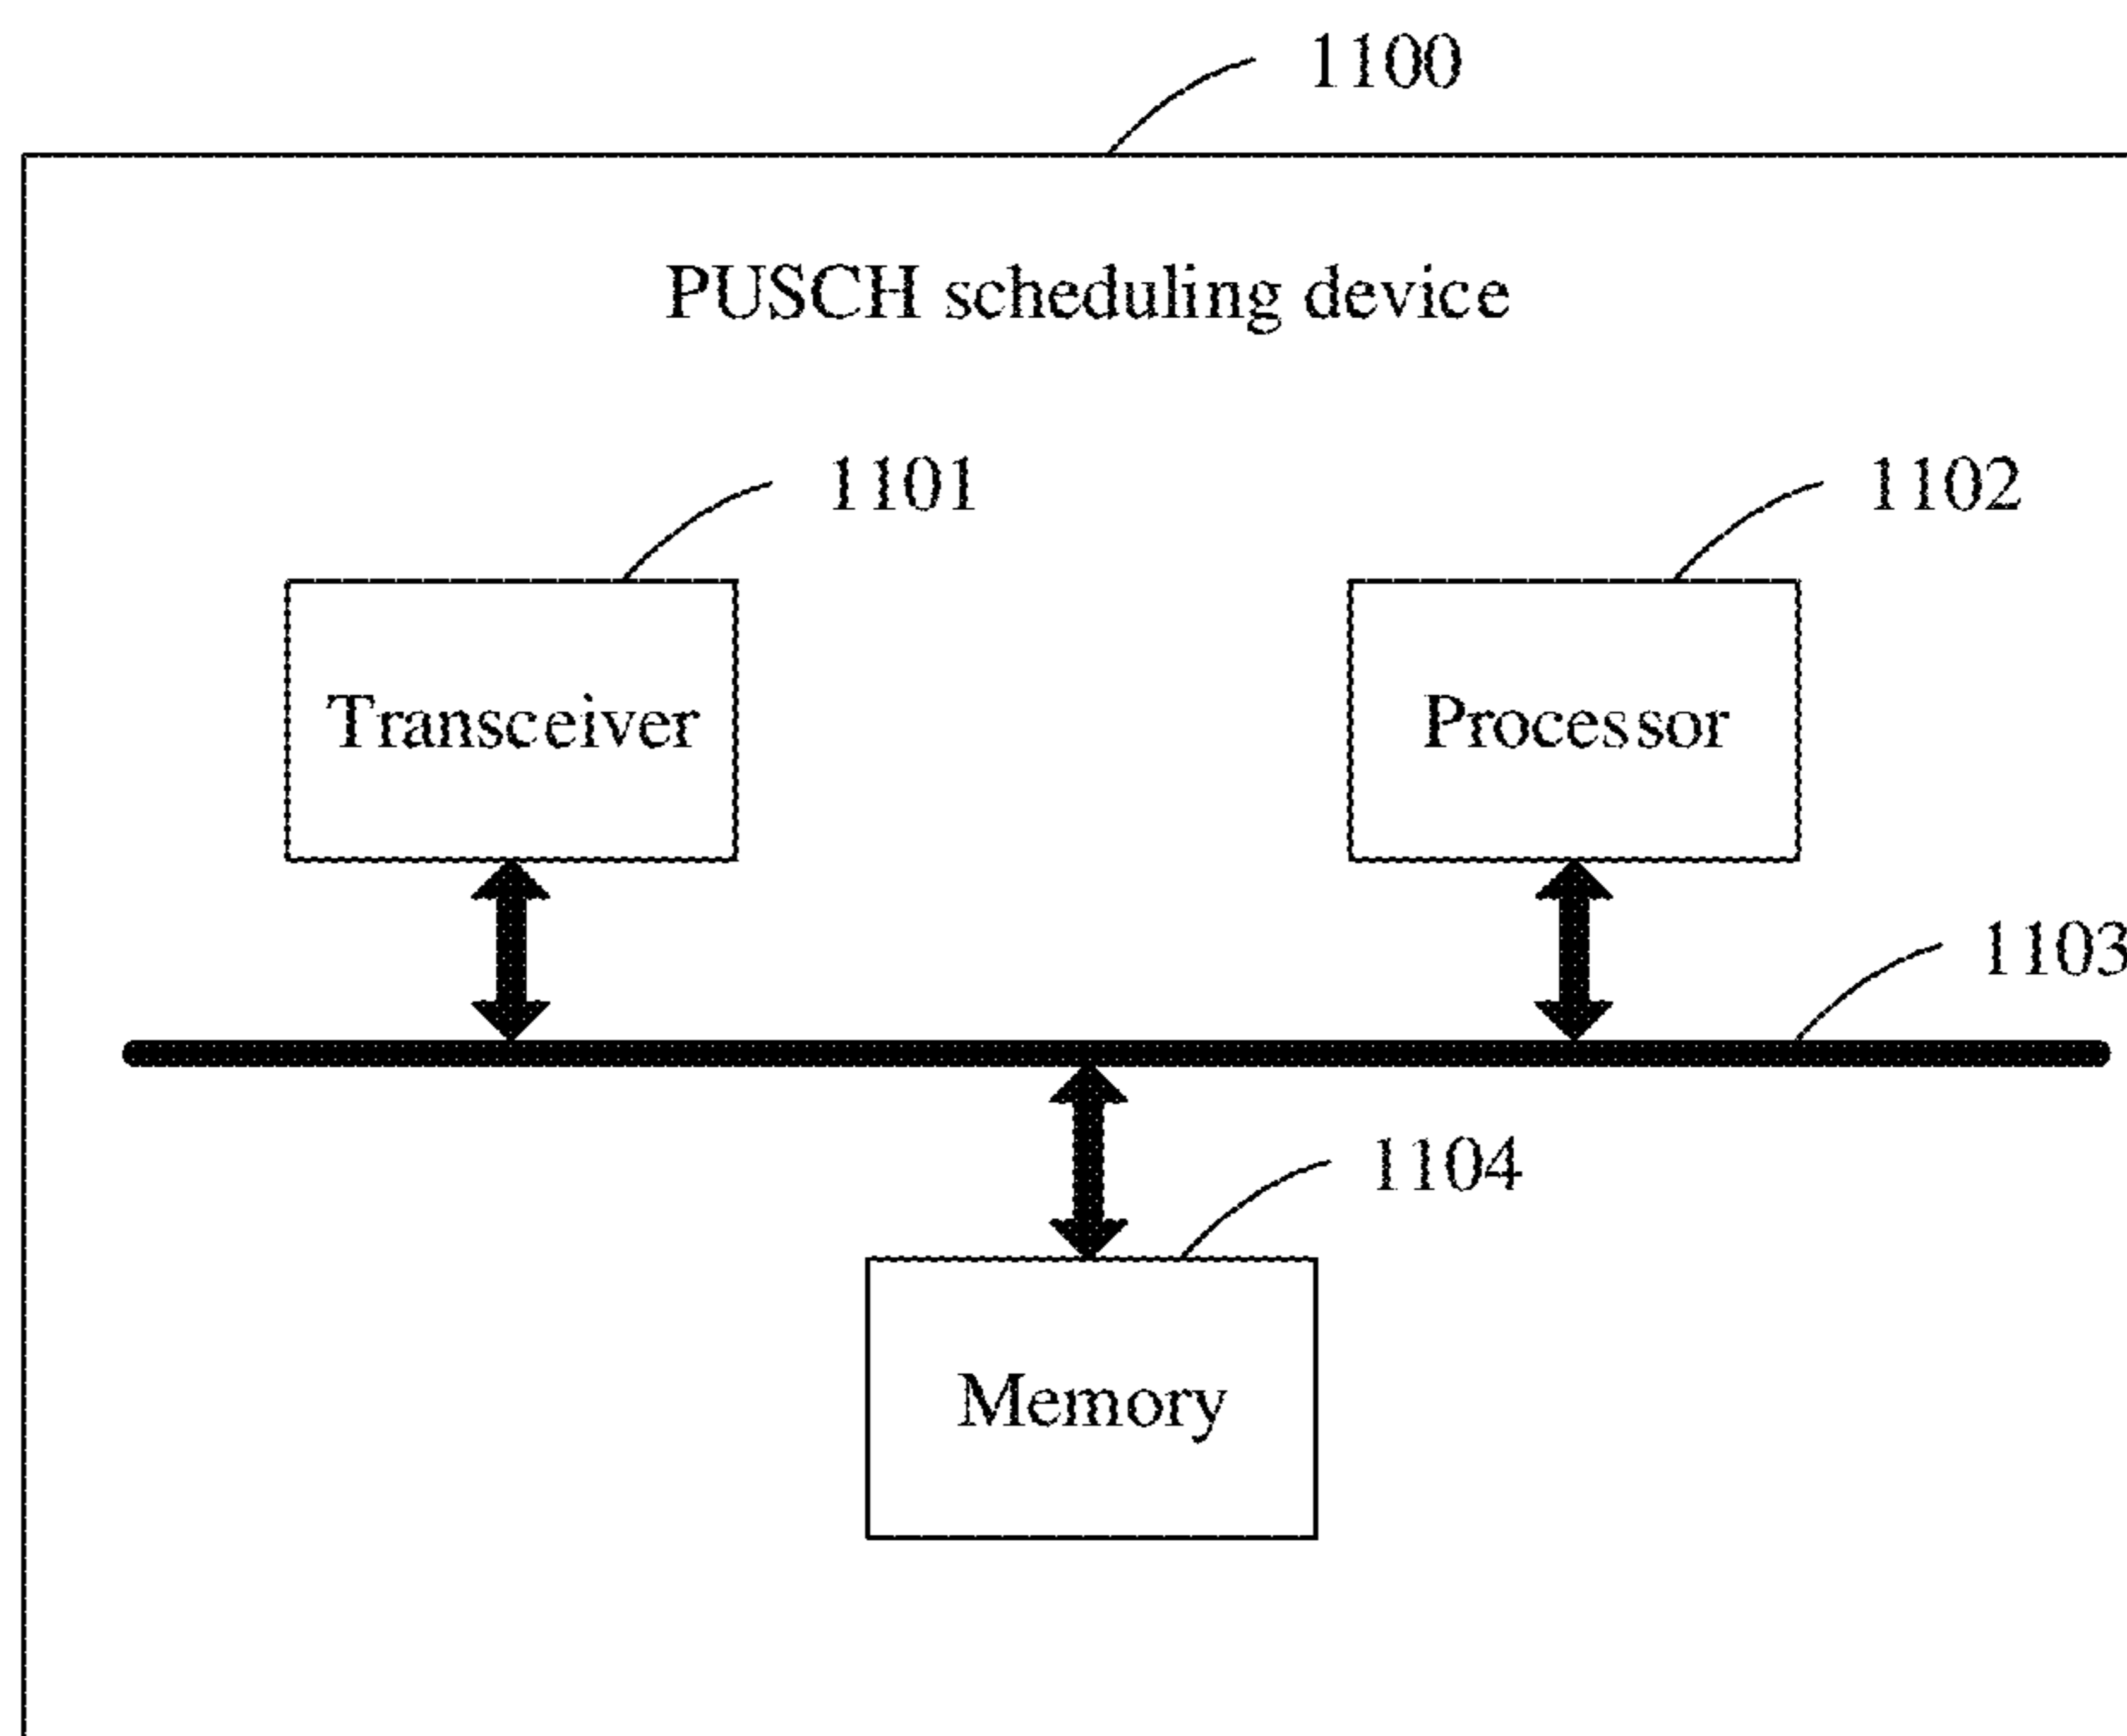 1100
PUSCH scheduling device
1101
1102
Transceiver
Processor
1103
1104
Memory